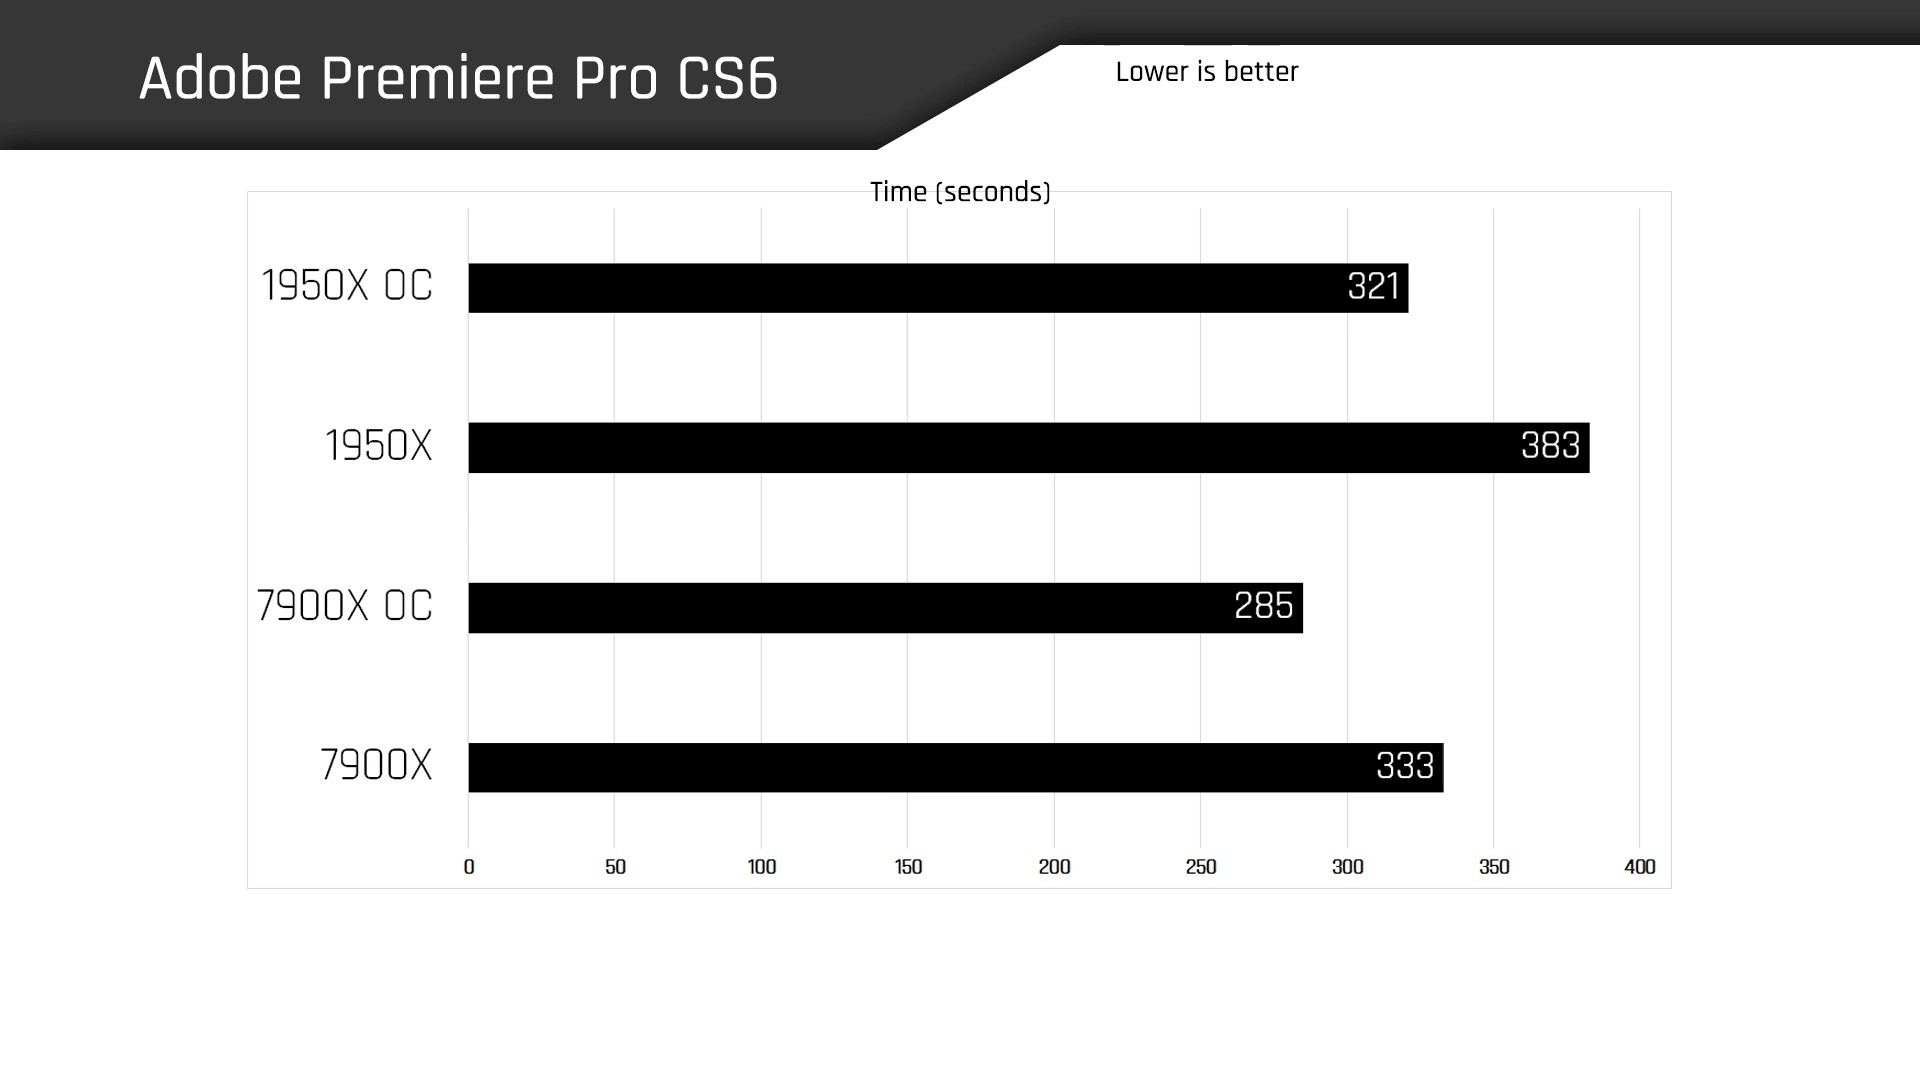 Adobe Premiere Pro CS6
Lower is better
Time (seconds)
1950X OC 321
1950X 383
7900X OC 285
7900X 333
0 50 100 150 200 250 300 350 400